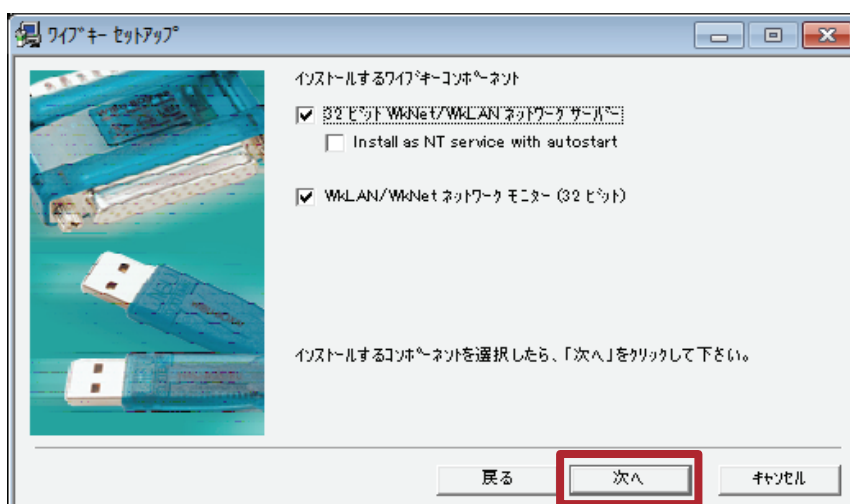 ﾜｲﾌﾞｷｰ ｾｯﾄｱｯﾌﾟ
ｲﾝｽﾄｰﾙするﾜｲﾌﾞｷｰｺﾝﾎﾟｰﾈﾝﾄ
32 ﾋﾞｯﾄ WkNet/WkLAN ﾈｯﾄﾜｰｸ ｻｰﾊﾞｰ
Install as NT service with autostart
WkLAN/WkNet ﾈｯﾄﾜｰｸ ﾓﾆﾀｰ (32 ﾋﾞｯﾄ)
ｲﾝｽﾄｰﾙするｺﾝﾎﾟｰﾈﾝﾄを選択したら、「次へ」をｸﾘｯｸして下さい。
戻る 次へ ｷｬﾝｾﾙ